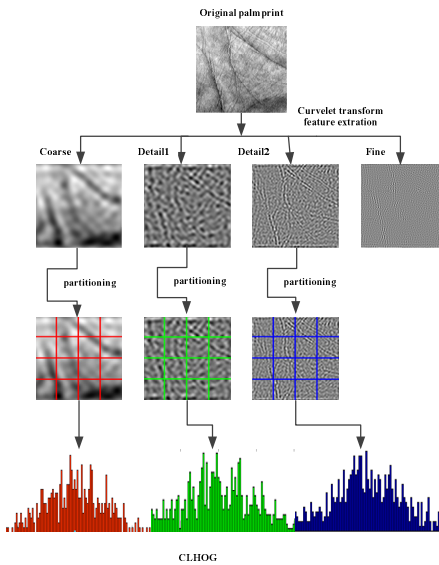 Original palmprint
Curvelet transform
feature extration
Coarse
Detail1
Detail2
Fine
partitioning
partitioning
partitioning
CLHOG